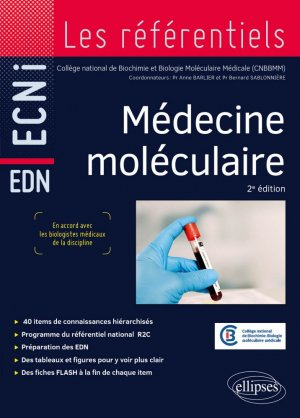 Les référentiels
Collège national de Biochimie et Biologie Moléculaire Médicale (CNBBMM)
Coordonnateurs : Pr Anne BARLIER et Pr Bernard SABLONNIÈRE
ECNi
EDN
Médecine
moléculaire
2e édition
En accord avec
les biologistes médicaux
de la discipline
• 40 items de connaissances hiérarchisés
• Programme du référentiel national R2C
• Préparation des EDN
• Des tableaux et figures pour y voir plus clair
• Des fiches FLASH à la fin de chaque item
Collège national
de Biochimie-Biologie
moléculaire médicale
ellipses